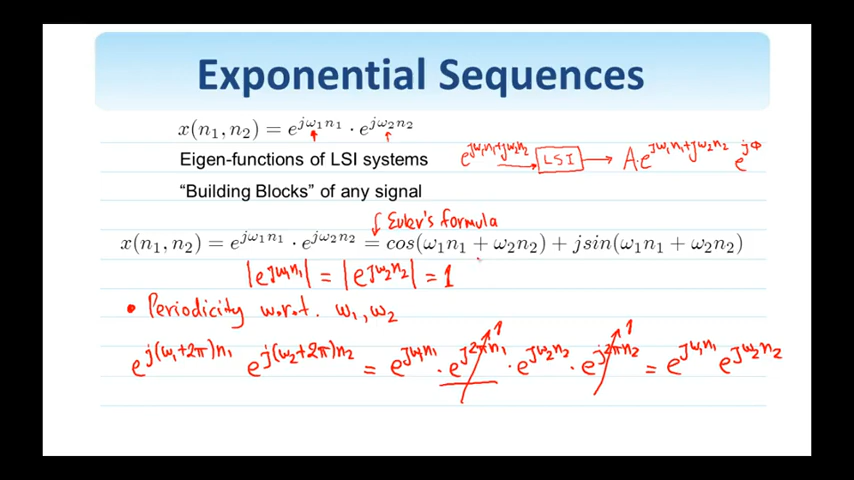 Exponential Sequences
x(n₁, n₂) = e^{jω₁n₁} · e^{jω₂n₂}
Eigen-functions of LSI systems e^{jω₁n₁+jω₂n₂} → LSI → A·e^{jω₁n₁+jω₂n₂} e^{jΦ}
“Building Blocks” of any signal
Euler's formula
x(n₁, n₂) = e^{jω₁n₁} · e^{jω₂n₂} = cos(ω₁n₁ + ω₂n₂) + jsin(ω₁n₁ + ω₂n₂)
|e^{jω₁n₁}| = |e^{jω₂n₂}| = 1
• Periodicity w.r.t. ω₁, ω₂
1 1
e^{j(ω₁+2π)n₁} e^{j(ω₂+2π)n₂} = e^{jω₁n₁} · e^{j2πn₁} · e^{jω₂n₂} · e^{j2πn₂} = e^{jω₁n₁} e^{jω₂n₂}